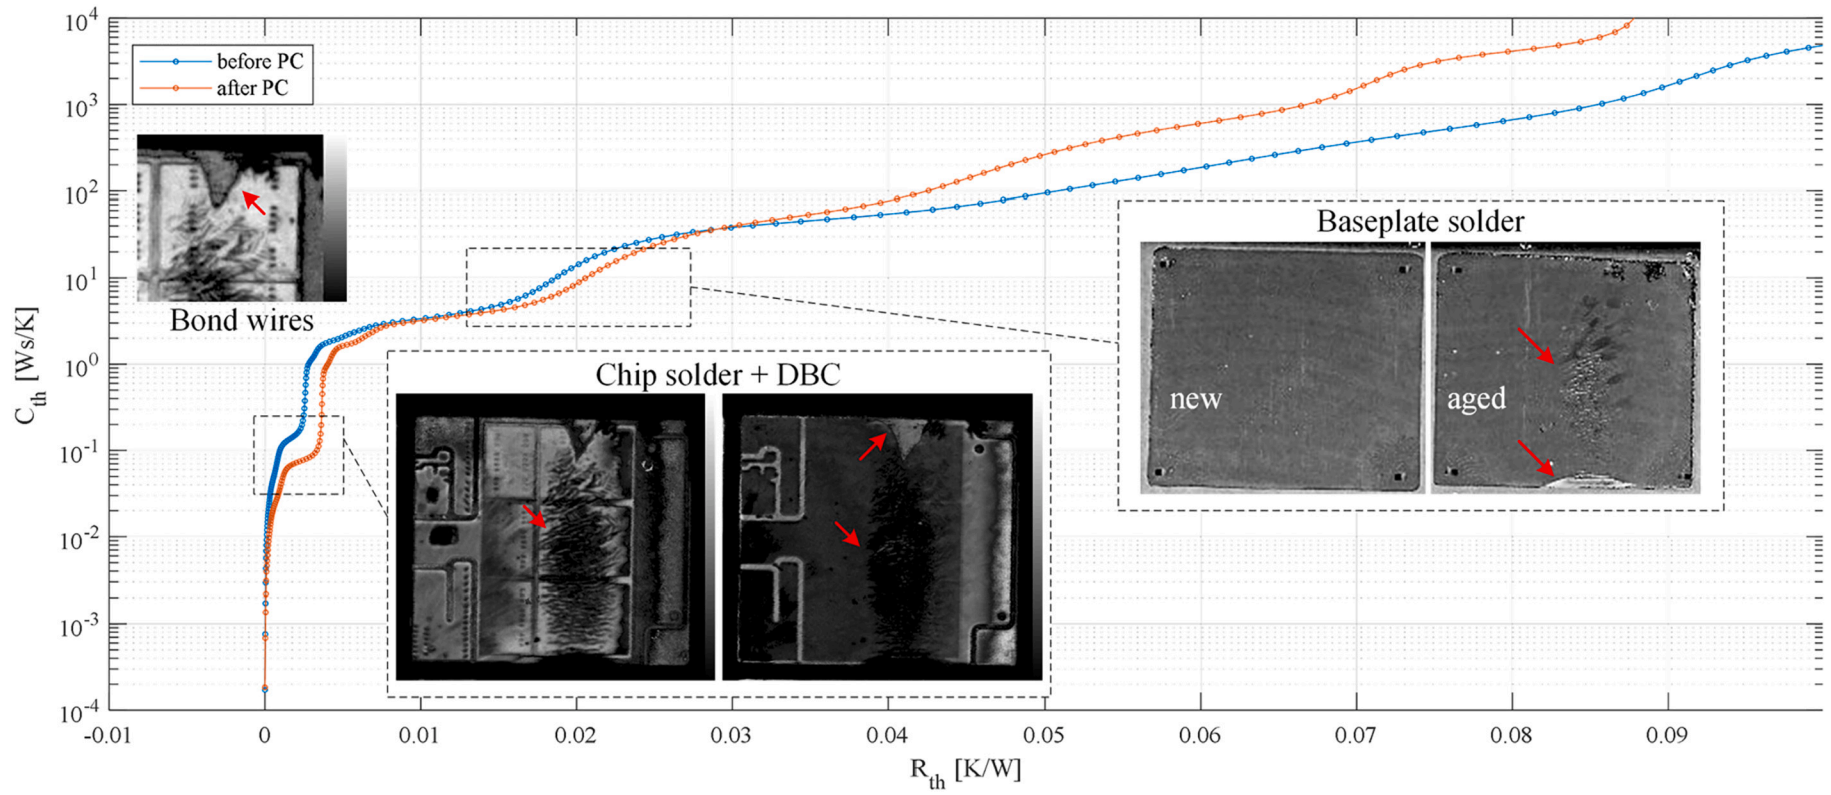 10^4
before PC
after PC
10^3
Bond wires
10^2
Baseplate solder
10^1
new
aged
10^0
Chip solder + DBC
10^-1
10^-2
10^-3
10^-4
C_th [Ws/K]
-0.01 0 0.01 0.02 0.03 0.04 0.05 0.06 0.07 0.08 0.09
R_th [K/W]